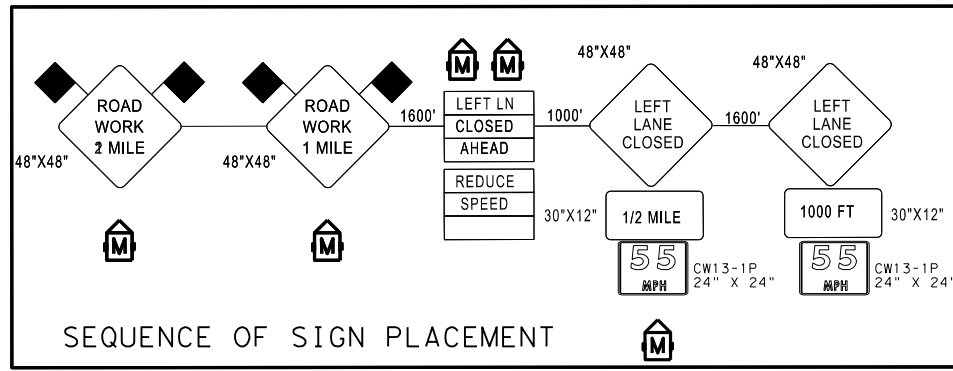 ROAD
WORK
2 MILE
48"X48"
M
ROAD
WORK
1 MILE
48"X48"
M
1600'
M M
LEFT LN
CLOSED
AHEAD
REDUCE
SPEED
1000'
48"X48"
LEFT
LANE
CLOSED
30"X12"
1/2 MILE
55
MPH
CW13-1P
24" X 24"
M
1600'
48"X48"
LEFT
LANE
CLOSED
1000 FT
30"X12"
55
MPH
CW13-1P
24" X 24"
SEQUENCE OF SIGN PLACEMENT